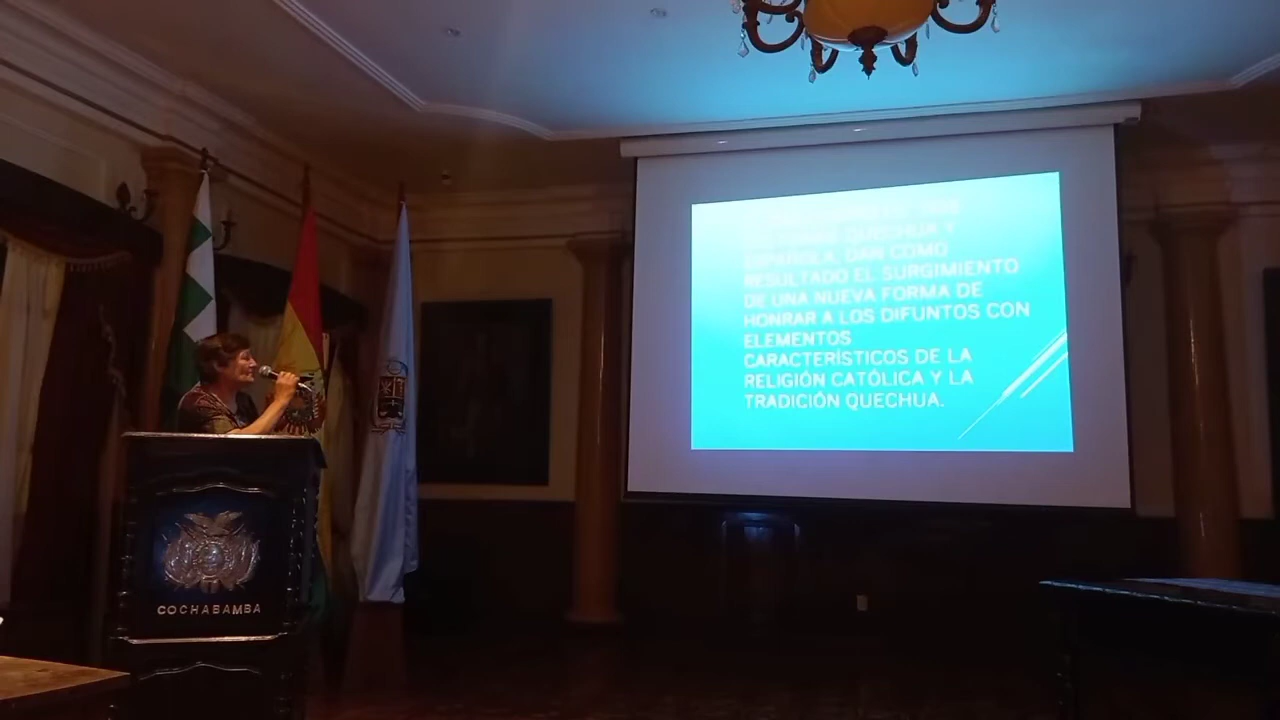 QUECHUA Y
ESPAÑOLA, DAN COMO
RESULTADO EL SURGIMIENTO
DE UNA NUEVA FORMA DE
HONRAR A LOS DIFUNTOS CON
ELEMENTOS
CARACTERÍSTICOS DE LA
RELIGIÓN CATÓLICA Y LA
TRADICIÓN QUECHUA.
COCHABAMBA